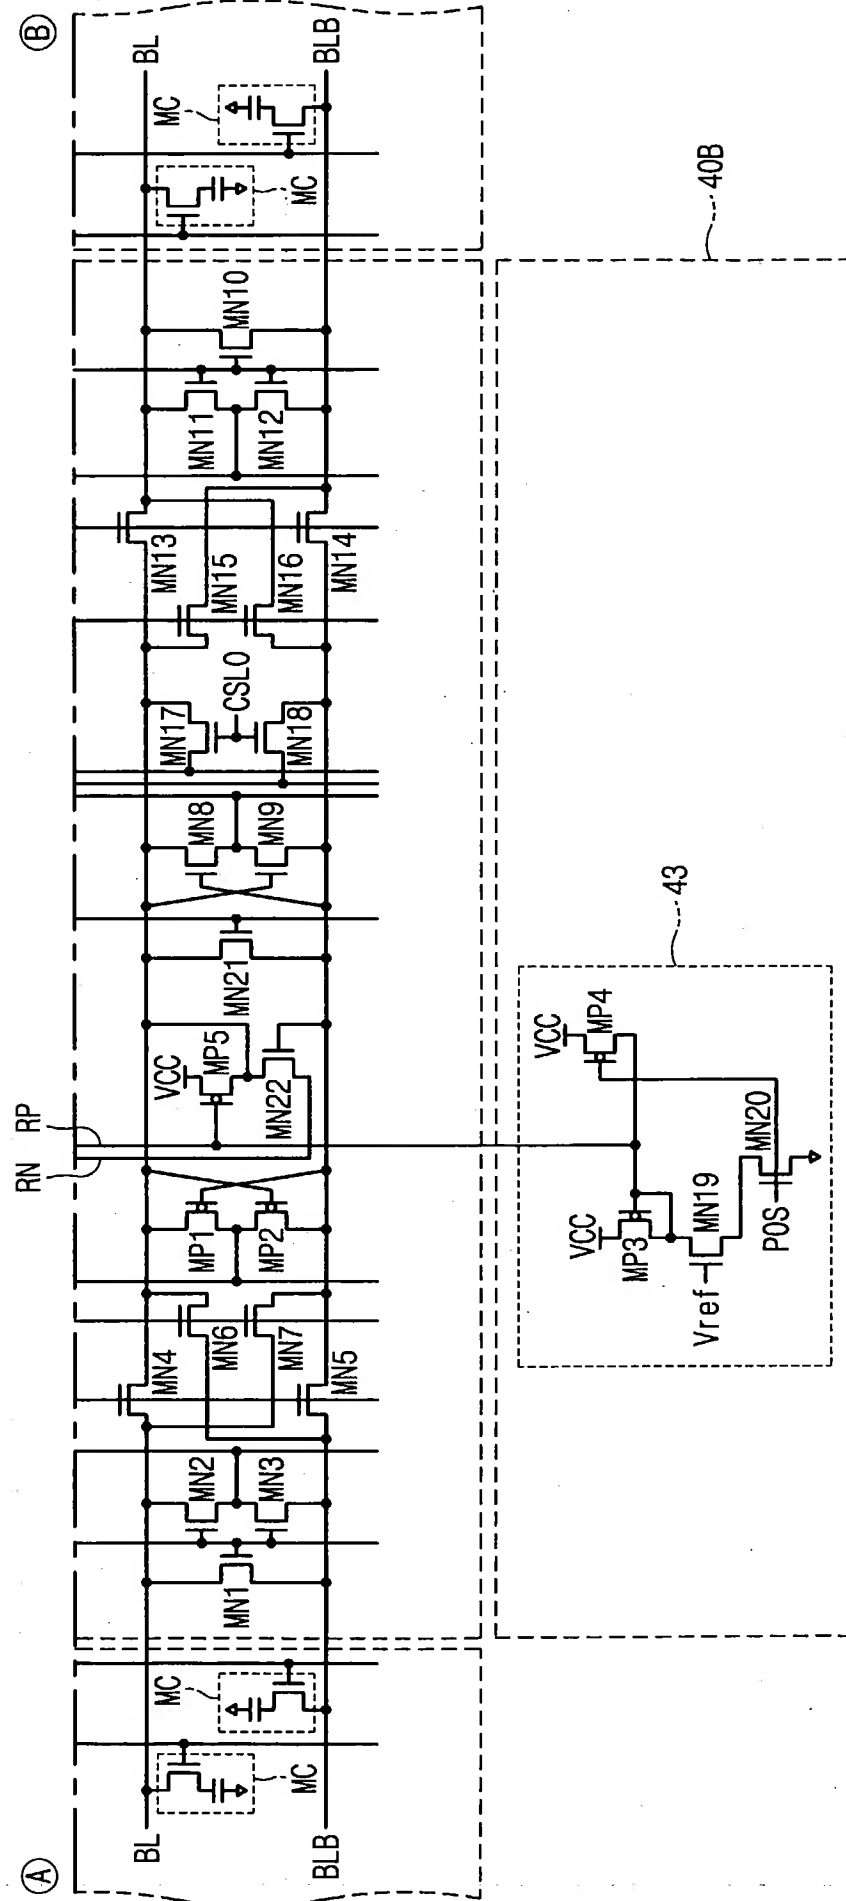 Ⓐ
Ⓑ
BL
BLB
BL
BLB
MC
MC
MC
MC
RN
RP
MN1
MN2
MN3
MN4
MN5
MN6
MN7
MP1
MP2
VCC
MP5
MN22
MN21
MN8
MN9
MN17
CSL0
MN18
MN15
MN16
MN13
MN14
MN11
MN12
MN10
40B
43
VCC
MP3
VCC
MP4
Vref
MN19
MN20
POS